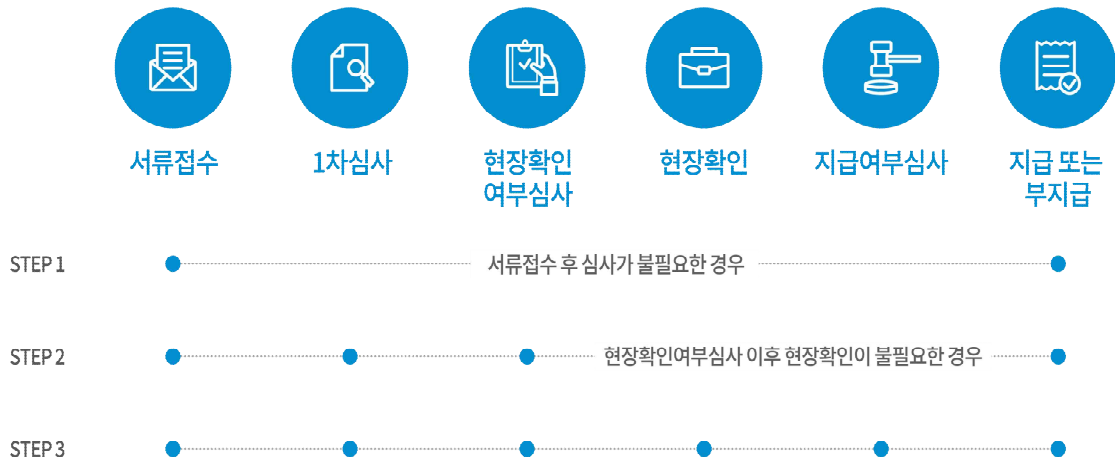 서류접수
1차심사
현장확인
여부심사
현장확인
지급여부심사
지급 또는
부지급
STEP 1
서류접수 후 심사가 불필요한 경우
STEP 2
현장확인여부심사 이후 현장확인이 불필요한 경우
STEP 3